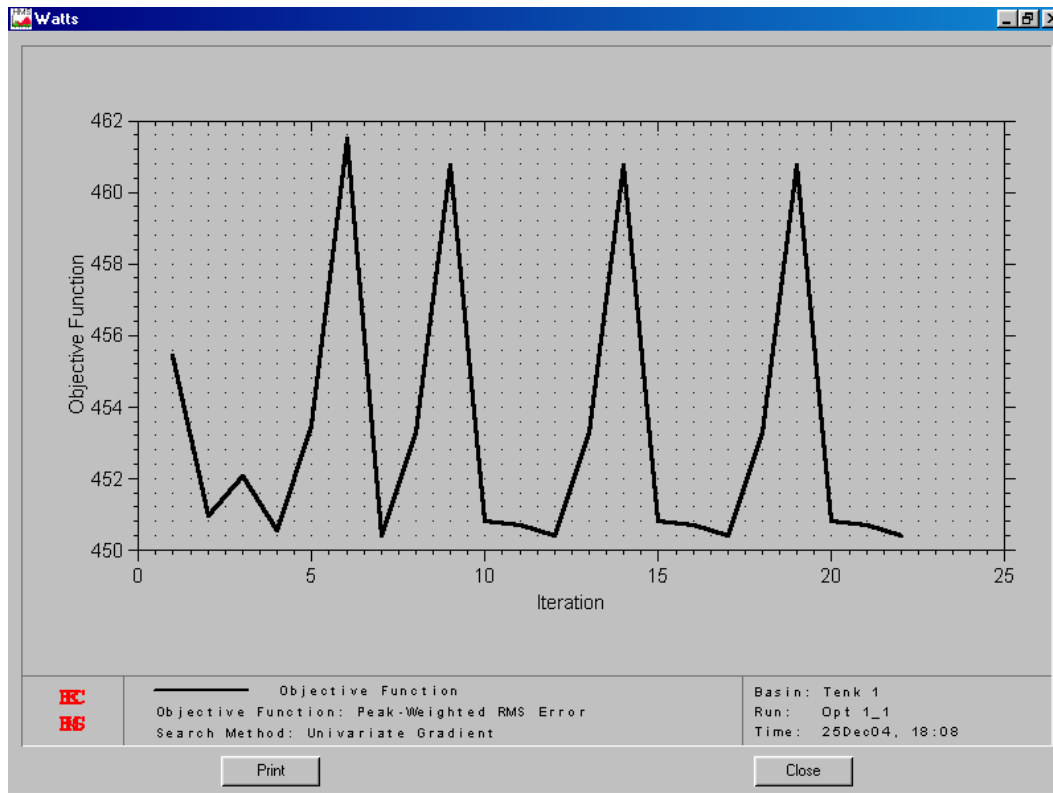 HMS Watts
462
460
458
456
454
452
450
Objective Function
0 5 10 15 20 25
Iteration
HEC
HMS
Objective Function
Objective Function: Peak-Weighted RMS Error
Search Method: Univariate Gradient
Basin: Tenk 1
Run: Opt 1_1
Time: 25Dec04, 18:08
Print
Close